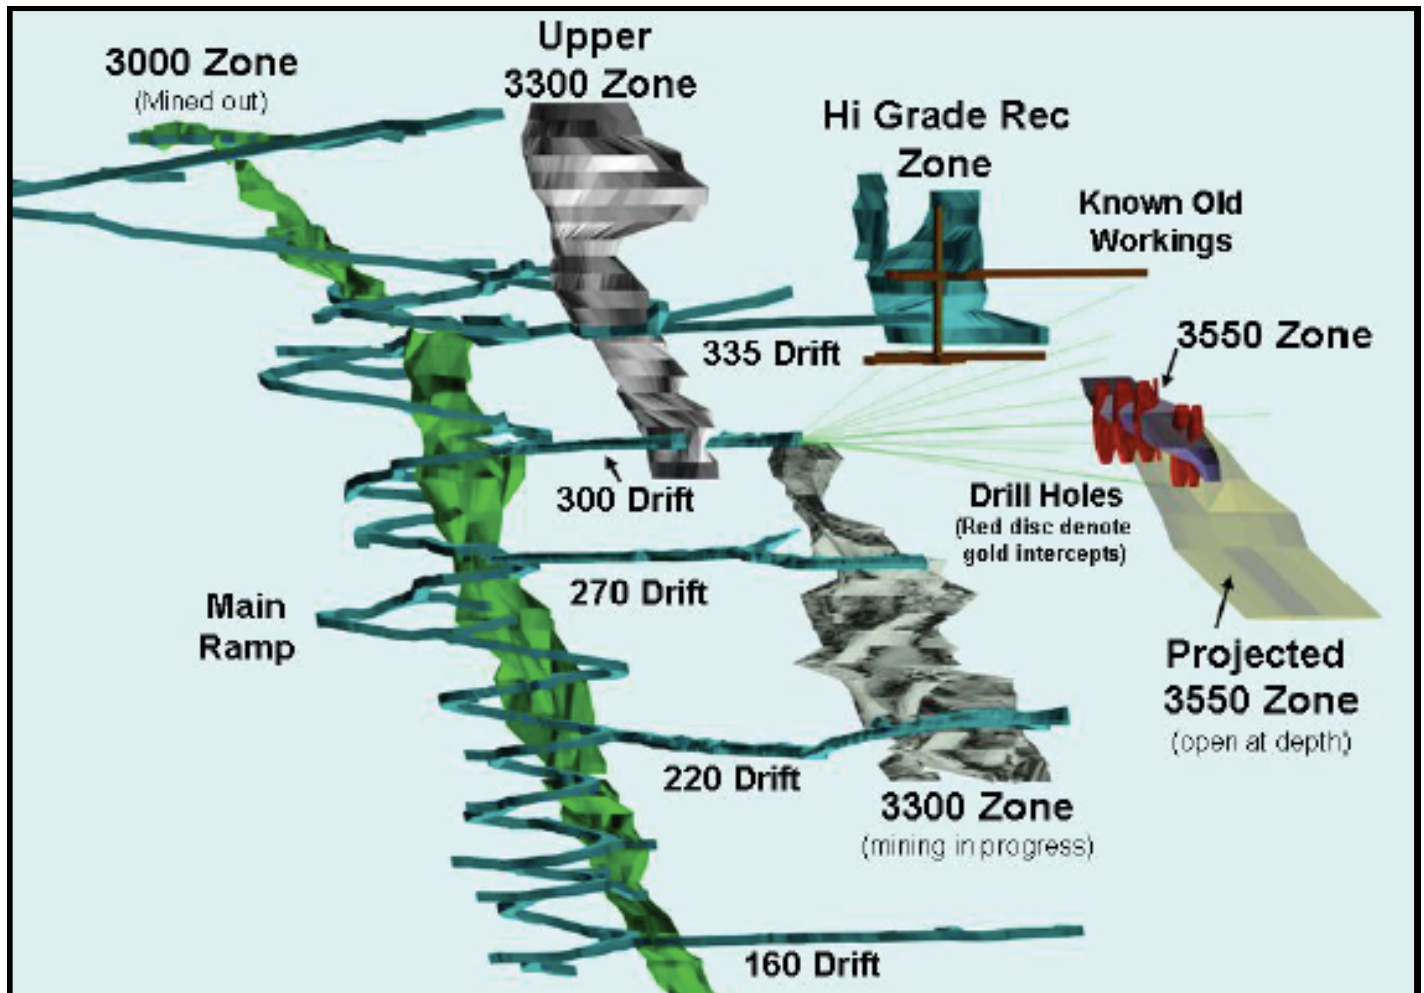 3000 Zone
(Mined out)
Upper
3300 Zone
Hi Grade Rec
Zone
Known Old
Workings
3550 Zone
335 Drift
300 Drift
Drill Holes
(Red disc denote
gold intercepts)
270 Drift
Main
Ramp
Projected
3550 Zone
(open at depth)
220 Drift
3300 Zone
(mining in progress)
160 Drift